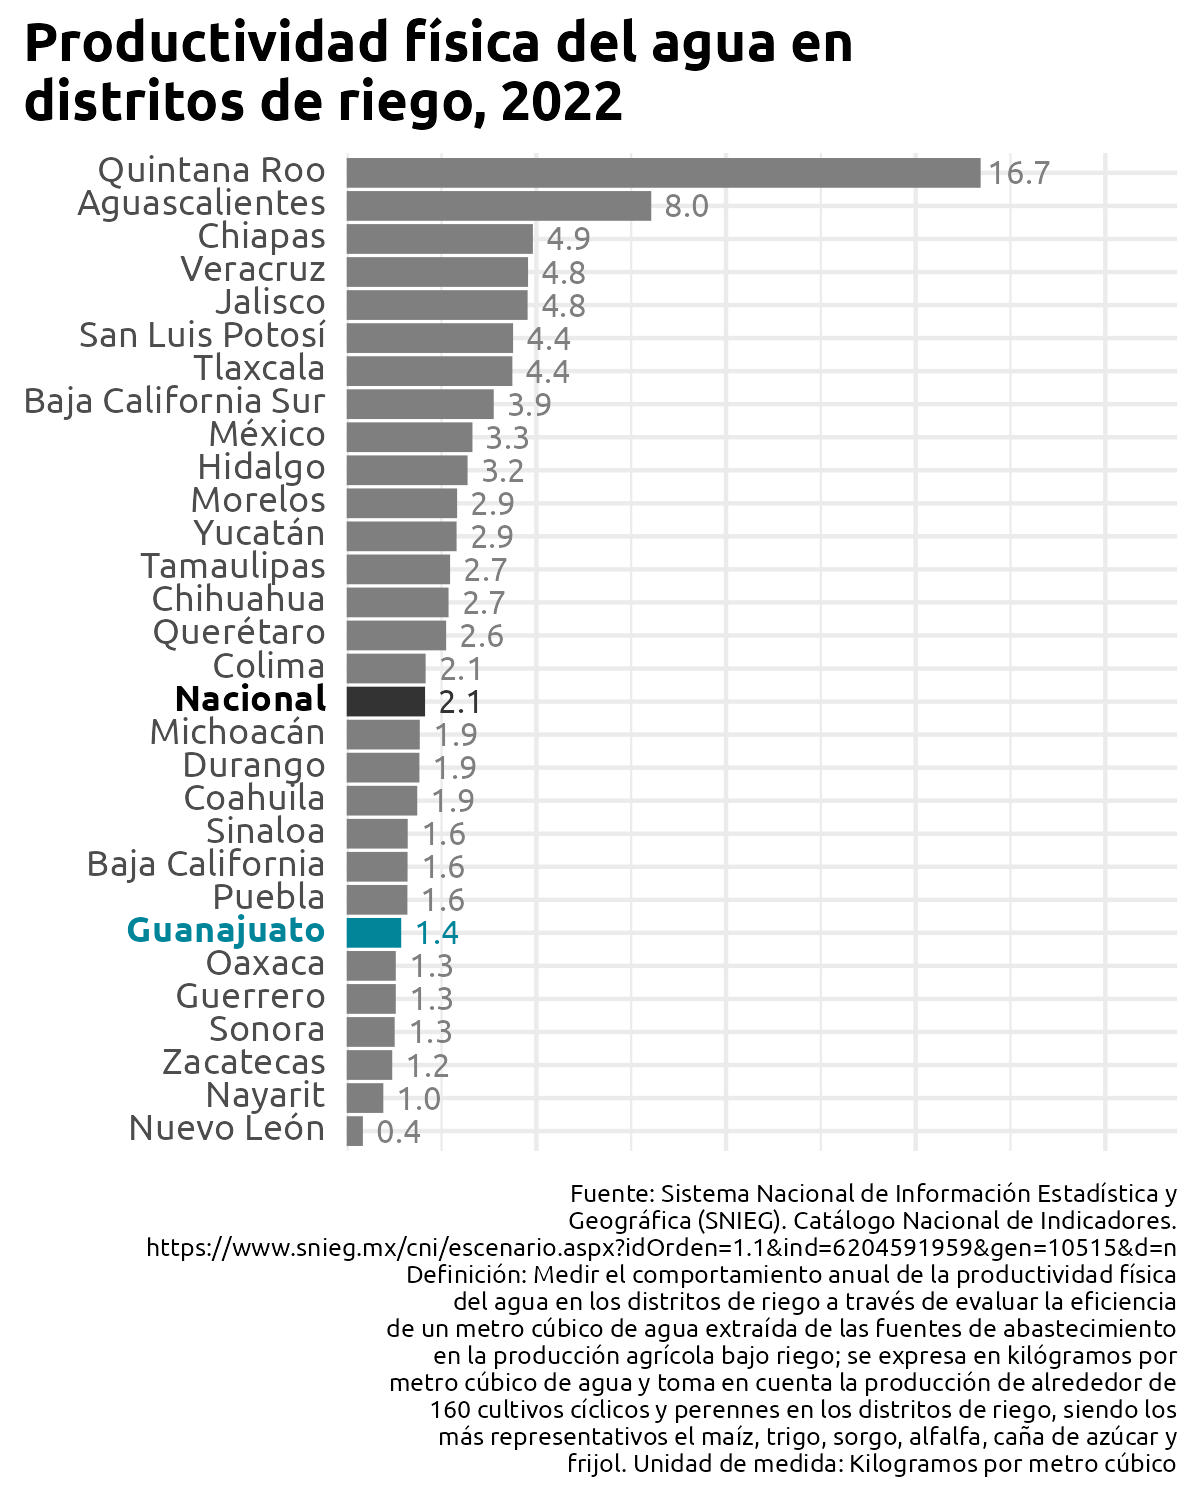 Productividad física del agua en
distritos de riego, 2022
Quintana Roo 16.7
Aguascalientes 8.0
Chiapas 4.9
Veracruz 4.8
Jalisco 4.8
San Luis Potosí 4.4
Tlaxcala 4.4
Baja California Sur 3.9
México 3.3
Hidalgo 3.2
Morelos 2.9
Yucatán 2.9
Tamaulipas 2.7
Chihuahua 2.7
Querétaro 2.6
Colima 2.1
Nacional 2.1
Michoacán 1.9
Durango 1.9
Coahuila 1.9
Sinaloa 1.6
Baja California 1.6
Puebla 1.6
Guanajuato 1.4
Oaxaca 1.3
Guerrero 1.3
Sonora 1.3
Zacatecas 1.2
Nayarit 1.0
Nuevo León 0.4
Fuente: Sistema Nacional de Información Estadística y
Geográfica (SNIEG). Catálogo Nacional de Indicadores.
https://www.snieg.mx/cni/escenario.aspx?idOrden=1.1&ind=6204591959&gen=10515&d=n
Definición: Medir el comportamiento anual de la productividad física
del agua en los distritos de riego a través de evaluar la eficiencia
de un metro cúbico de agua extraída de las fuentes de abastecimiento
en la producción agrícola bajo riego; se expresa en kilógramos por
metro cúbico de agua y toma en cuenta la producción de alrededor de
160 cultivos cíclicos y perennes en los distritos de riego, siendo los
más representativos el maíz, trigo, sorgo, alfalfa, caña de azúcar y
frijol. Unidad de medida: Kilogramos por metro cúbico